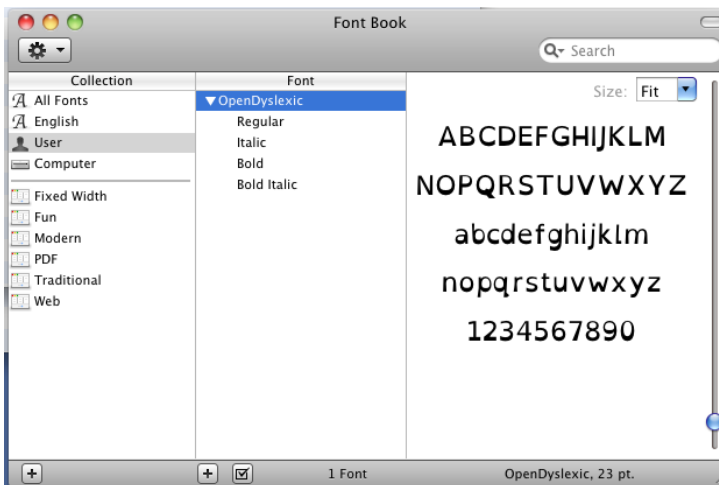 Font Book
Search
Collection
All Fonts
English
User
Computer
Fixed Width
Fun
Modern
PDF
Traditional
Web
Font
OpenDyslexic
Regular
Italic
Bold
Bold Italic
Size: Fit
ABCDEFGHIJKLM
NOPQRSTUVWXYZ
abcdefghijklm
nopqrstuvwxyz
1234567890
1 Font
OpenDyslexic, 23 pt.